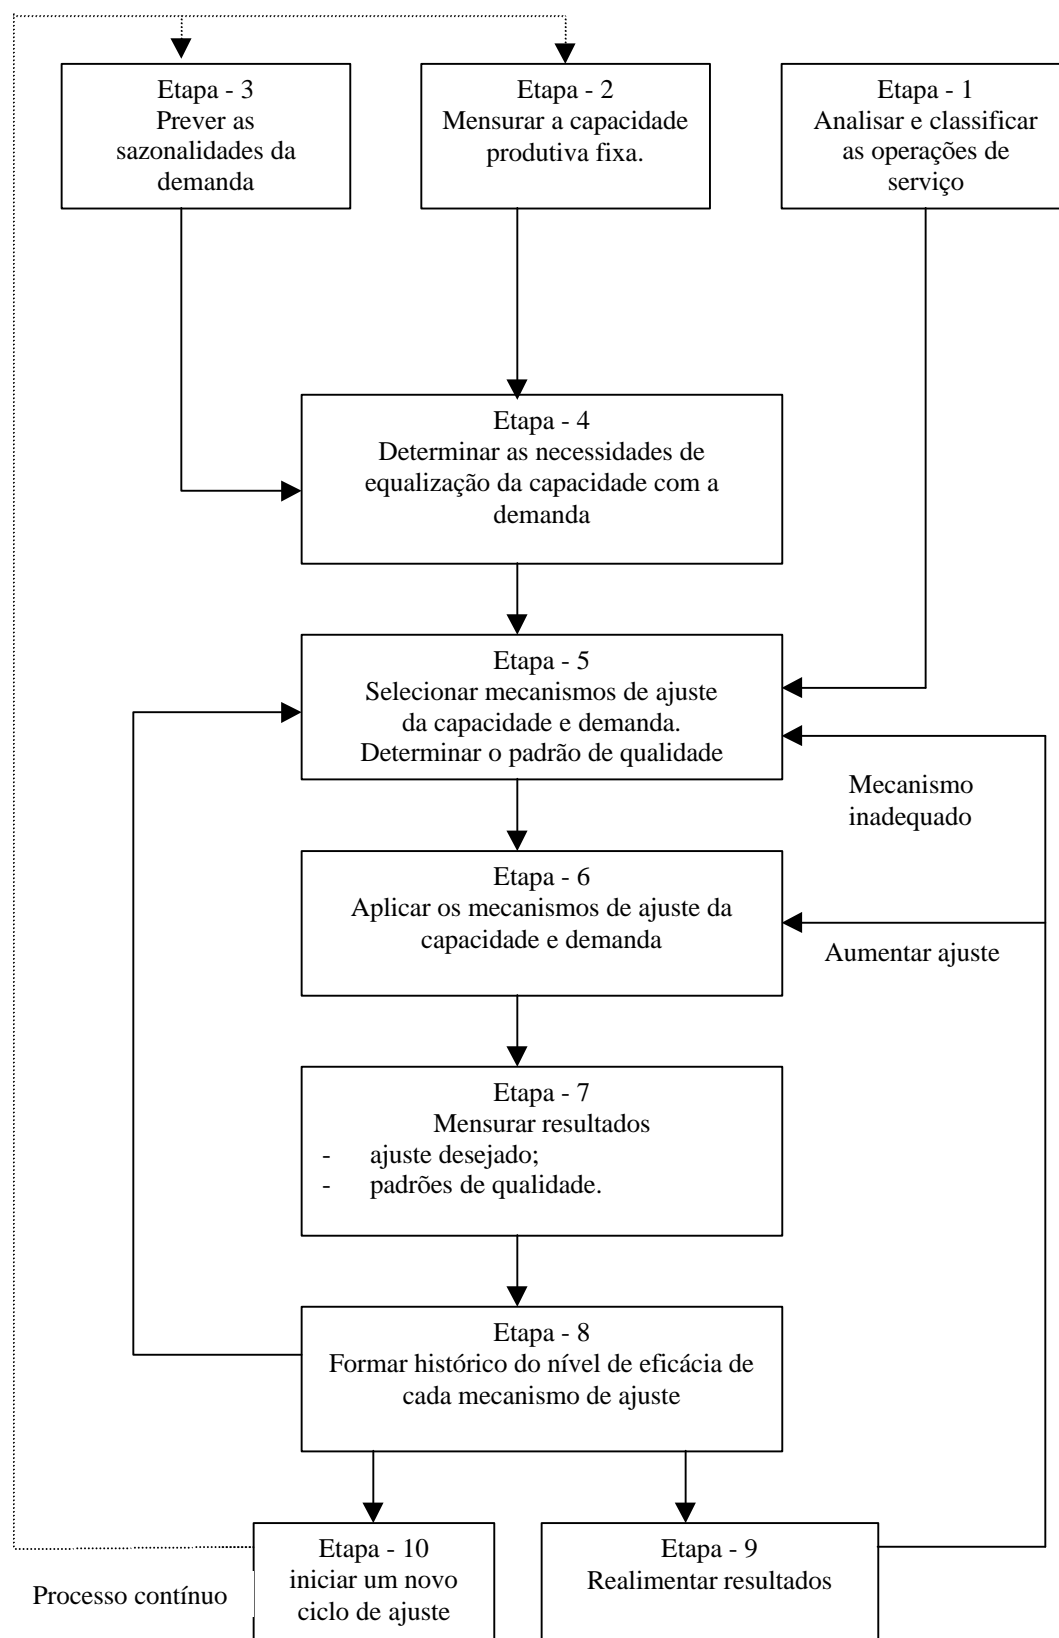 Etapa - 3
Prever as
sazonalidades da
demanda
Etapa - 2
Mensurar a capacidade
produtiva fixa.
Etapa - 1
Analisar e classificar
as operações de
serviço
Etapa - 4
Determinar as necessidades de
equalização da capacidade com a
demanda
Etapa - 5
Selecionar mecanismos de ajuste
da capacidade e demanda.
Determinar o padrão de qualidade
Mecanismo
inadequado
Etapa - 6
Aplicar os mecanismos de ajuste da
capacidade e demanda
Aumentar ajuste
Etapa - 7
Mensurar resultados
- ajuste desejado;
- padrões de qualidade.
Etapa - 8
Formar histórico do nível de eficácia de
cada mecanismo de ajuste
Etapa - 10
iniciar um novo
ciclo de ajuste
Etapa - 9
Realimentar resultados
Processo contínuo